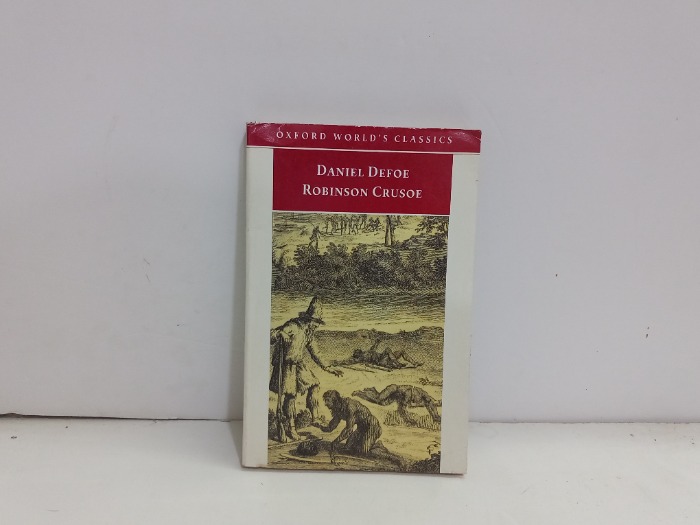 OXFORD WORLD'S CLASSICS
DANIEL DEFOE
ROBINSON CRUSOE